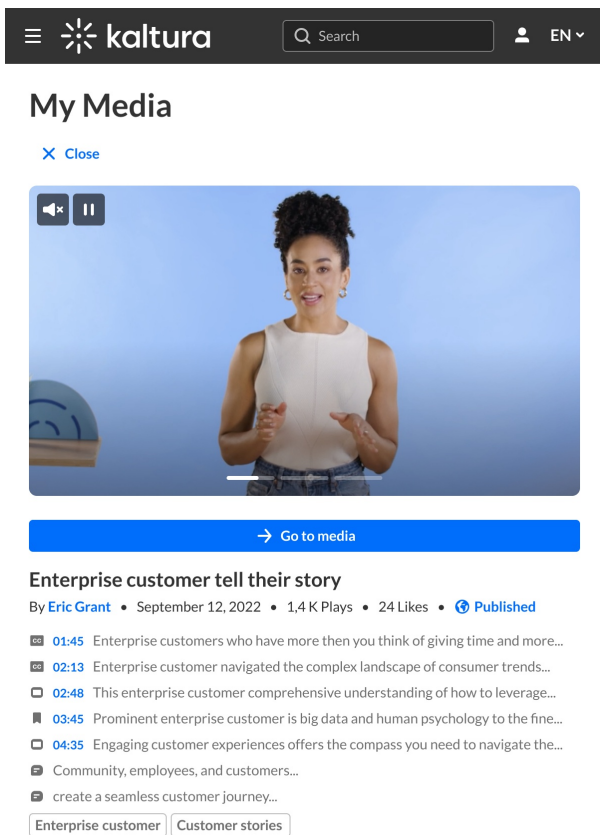 kaltura
Search
EN
My Media
Close
Go to media
Enterprise customer tell their story
By Eric Grant • September 12, 2022 • 1,4 K Plays • 24 Likes • Published
CC 01:45 Enterprise customers who have more then you think of giving time and more...
CC 02:13 Enterprise customer navigated the complex landscape of consumer trends...
02:48 This enterprise customer comprehensive understanding of how to leverage...
03:45 Prominent enterprise customer is big data and human psychology to the fine...
04:35 Engaging customer experiences offers the compass you need to navigate the...
Community, employees, and customers...
create a seamless customer journey...
Enterprise customer Customer stories